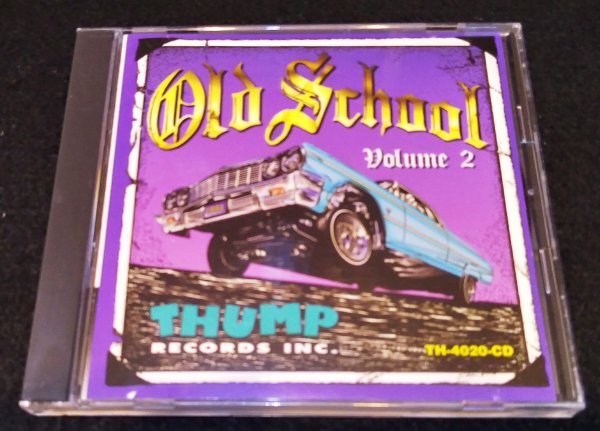 Old School
Volume 2
THUMP
RECORDS INC.
TH-4020-CD